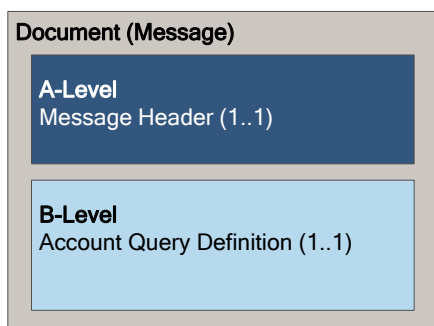 Document (Message)
A-Level
Message Header (1..1)
B-Level
Account Query Definition (1..1)